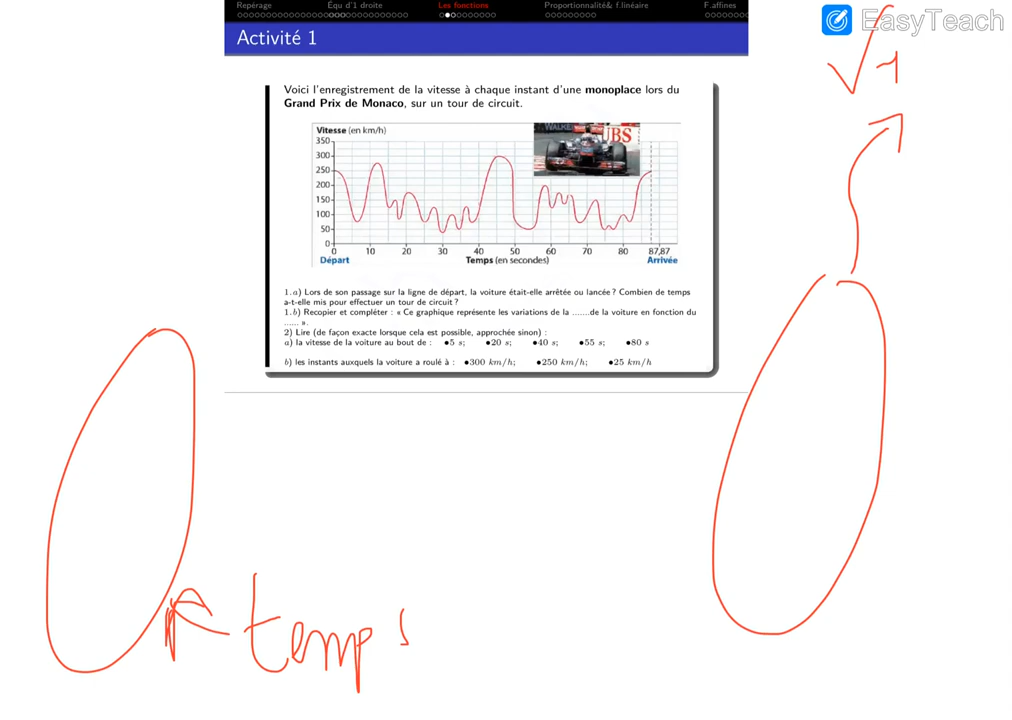 Repérage Équ d'1 droite Les fonctions Proportionnalité& f.linéaire F.affines
EasyTeach
Activité 1
Voici l'enregistrement de la vitesse à chaque instant d'une monoplace lors du
Grand Prix de Monaco, sur un tour de circuit.
Vitesse (en km/h)
WALKER UBS
350
300
250
200
150
100
50
0
0 10 20 30 40 50 60 70 80 87,87
Départ Temps (en secondes) Arrivée
1.a) Lors de son passage sur la ligne de départ, la voiture était-elle arrêtée ou lancée ? Combien de temps
a-t-elle mis pour effectuer un tour de circuit ?
1.b) Recopier et compléter : « Ce graphique représente les variations de la ......de la voiture en fonction du
...... ».
2) Lire (de façon exacte lorsque cela est possible, approchée sinon) :
a) la vitesse de la voiture au bout de : •5 s; •20 s; •40 s; •55 s; •80 s
b) les instants auxquels la voiture a roulé à : •300 km/h; •250 km/h; •25 km/h
temps